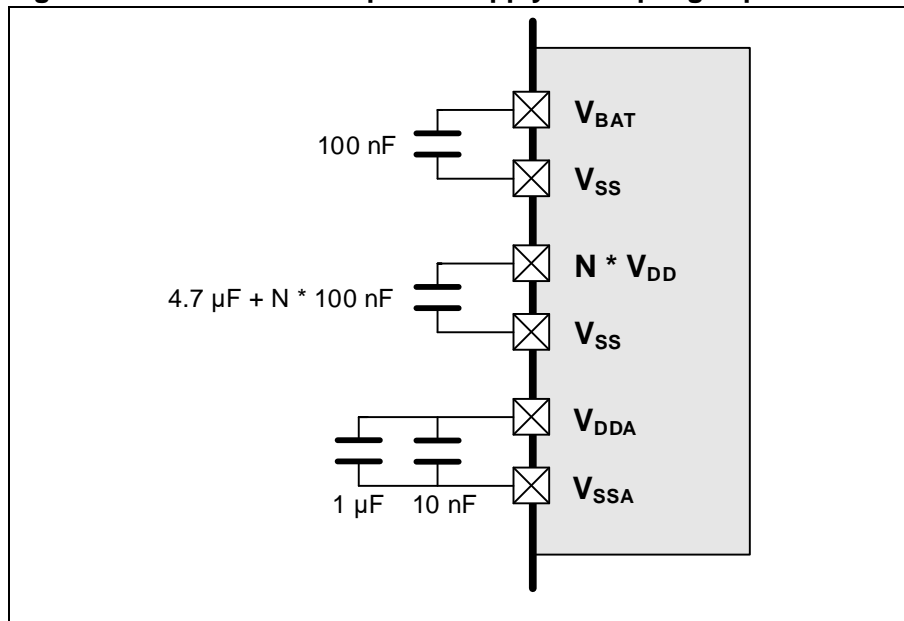 V_BAT
100 nF
V_SS
N * V_DD
4.7 µF + N * 100 nF
V_SS
V_DDA
V_SSA
1 µF 10 nF